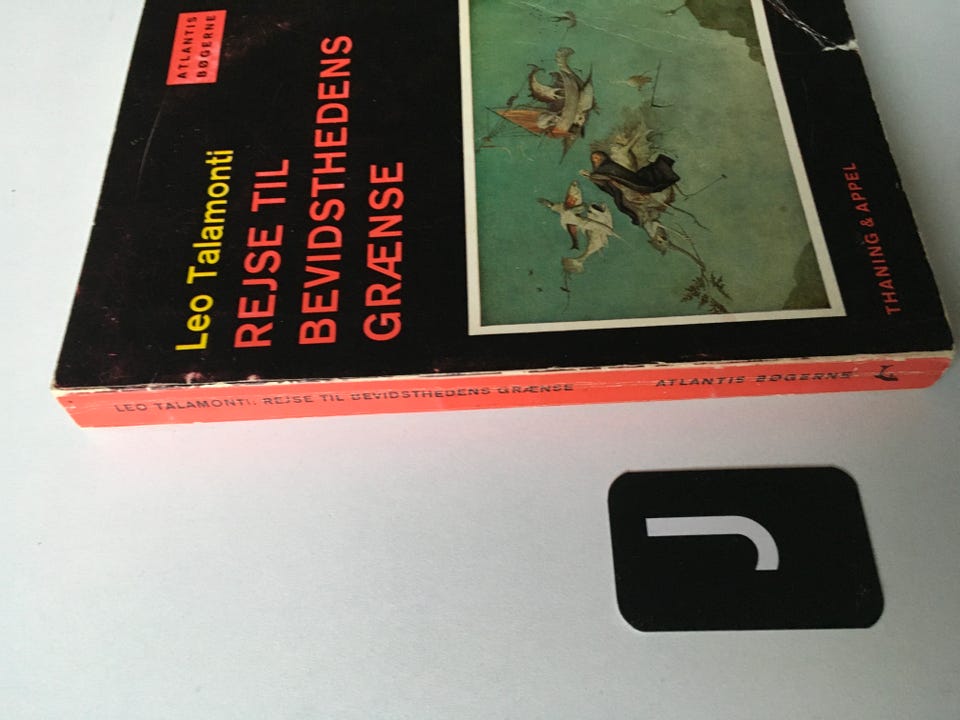 ATLANTIS
BØGERNE
Leo Talamonti
REJSE TIL
BEVIDSTHEDENS
GRÆNSE
THANING & APPEL
LEO TALAMONTI: REJSE TIL BEVIDSTHEDENS GRÆNSE
ATLANTIS BØGERNE
J